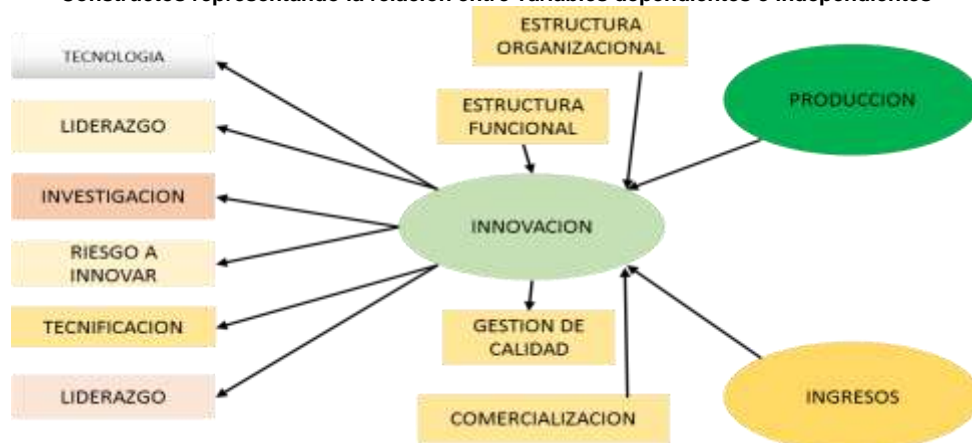 Constructos representando la relación entre variables dependientes e independientes
TECNOLOGIA
LIDERAZGO
INVESTIGACION
RIESGO A
INNOVAR
TECNIFICACION
LIDERAZGO
ESTRUCTURA
ORGANIZACIONAL
ESTRUCTURA
FUNCIONAL
INNOVACION
GESTION DE
CALIDAD
COMERCIALIZACION
PRODUCCION
INGRESOS